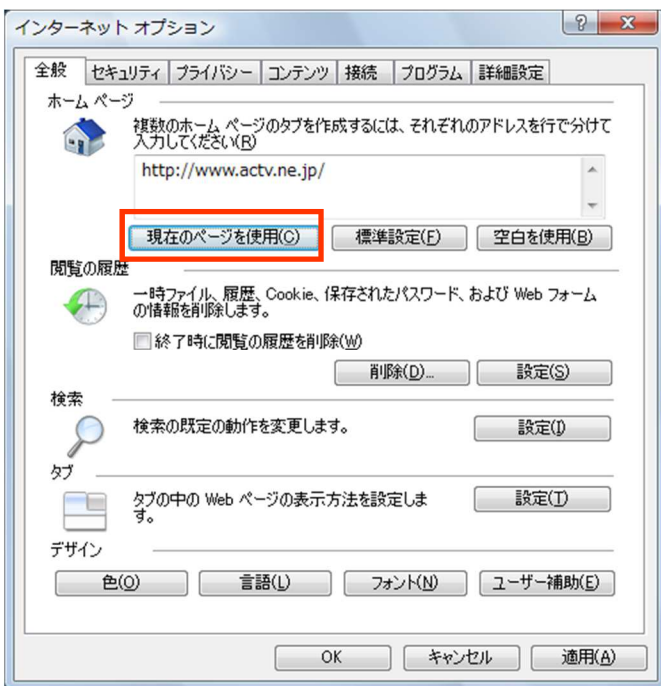 インターネット オプション
全般 セキュリティ プライバシー コンテンツ 接続 プログラム 詳細設定
ホーム ページ
複数のホーム ページのタブを作成するには、それぞれのアドレスを行で分けて
入力してください(R)
http://www.actv.ne.jp/
現在のページを使用(C) 標準設定(F) 空白を使用(B)
閲覧の履歴
一時ファイル、履歴、Cookie、保存されたパスワード、および Web フォーム
の情報を削除します。
終了時に閲覧の履歴を削除(W)
削除(D)... 設定(S)
検索
検索の既定の動作を変更します。
設定(I)
タブ
タブの中の Web ページの表示方法を設定しま
す。
設定(T)
デザイン
色(O) 言語(L) フォント(N) ユーザー補助(E)
OK キャンセル 適用(A)